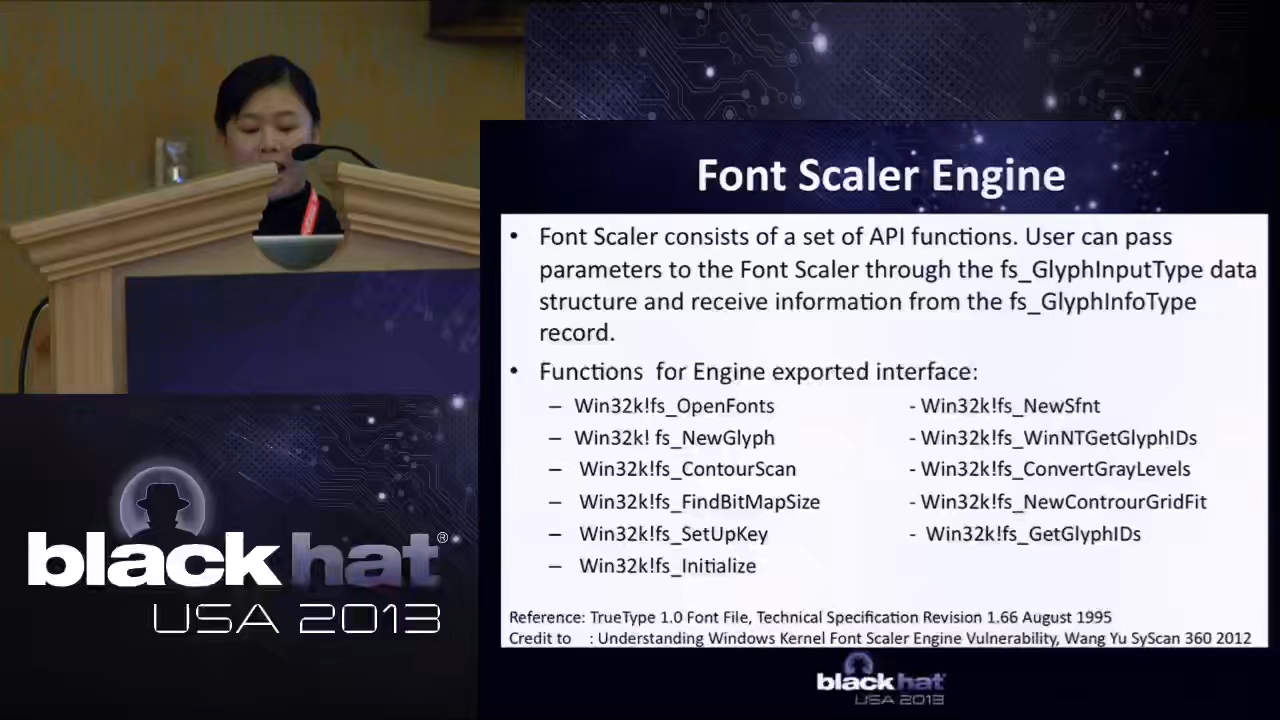 Font Scaler Engine
• Font Scaler consists of a set of API functions. User can pass
parameters to the Font Scaler through the fs_GlyphInputType data
structure and receive information from the fs_GlyphInfoType
record.
• Functions for Engine exported interface:
– Win32k!fs_OpenFonts - Win32k!fs_NewSfnt
– Win32k! fs_NewGlyph - Win32k!fs_WinNTGetGlyphIDs
– Win32k!fs_ContourScan - Win32k!fs_ConvertGrayLevels
– Win32k!fs_FindBitMapSize - Win32k!fs_NewControurGridFit
– Win32k!fs_SetUpKey - Win32k!fs_GetGlyphIDs
– Win32k!fs_Initialize
Reference: TrueType 1.0 Font File, Technical Specification Revision 1.66 August 1995
Credit to : Understanding Windows Kernel Font Scaler Engine Vulnerability, Wang Yu SyScan 360 2012
black hat
USA 2013
black hat®
USA 2013